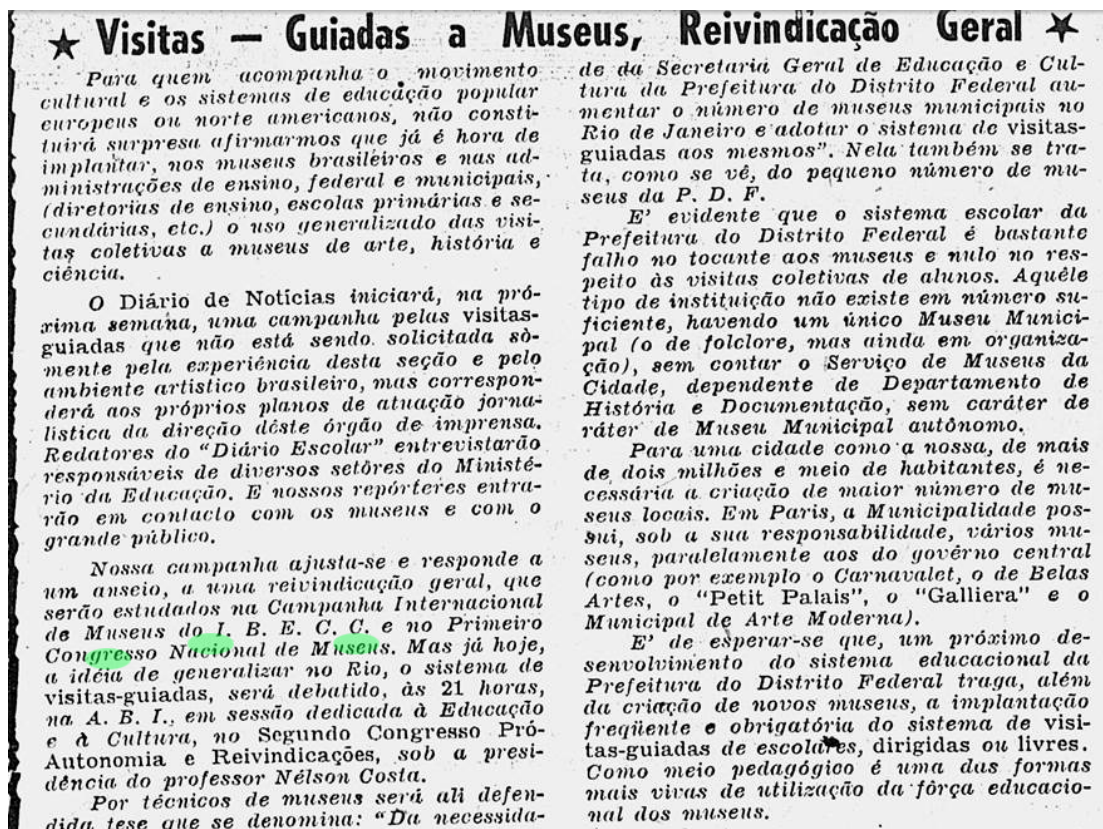 ★ Visitas — Guiadas a Museus, Reivindicação Geral ★
Para quem acompanha o movimento
cultural e os sistemas de educação popular
europeus ou norte americanos, não consti-
tuirá surpresa afirmarmos que já é hora de
implantar, nos museus brasileiros e nas ad-
ministrações de ensino, federal e municipais,
(diretorias de ensino, escolas primárias e se-
cundárias, etc.) o uso generalizado das visi-
tas coletivas a museus de arte, história e
ciência.
O Diário de Notícias iniciará, na pró-
xima semana, uma campanha pelas visitas-
guiadas que não está sendo solicitada sò-
mente pela experiência desta seção e pelo
ambiente artístico brasileiro, mas correspon-
derá aos próprios planos de atuação jorna-
lística da direção dêste órgão de imprensa.
Redatores do "Diário Escolar" entrevistarão
responsáveis de diversos setôres do Ministé-
rio da Educação. E nossos repórteres entra-
rão em contacto com os museus e com o
grande público.
Nossa campanha ajusta-se e responde a
um anseio, a uma reivindicação geral, que
serão estudados na Campanha Internacional
de Museus do I. B. E. C. C. e no Primeiro
Congresso Nacional de Museus. Mas já hoje,
a idéia de generalizar no Rio, o sistema de
visitas-guiadas, será debatido, às 21 horas,
na A. B. I., em sessão dedicada à Educação
e à Cultura, no Segundo Congresso Pró-
Autonomia e Reivindicações, sob a presi-
dência do professor Nélson Costa.
Por técnicos de museus será ali defen-
dida tese que se denomina: "Da necessida-
de da Secretaria Geral de Educação e Cul-
tura da Prefeitura do Distrito Federal au-
mentar o número de museus municipais no
Rio de Janeiro e adotar o sistema de visitas-
guiadas aos mesmos". Nela também se tra-
ta, como se vê, do pequeno número de mu-
seus da P. D. F.
E' evidente que o sistema escolar da
Prefeitura do Distrito Federal é bastante
falho no tocante aos museus e nulo no res-
peito às visitas coletivas de alunos. Aquêle
tipo de instituição não existe em número su-
ficiente, havendo um único Museu Munici-
pal (o de folclore, mas ainda em organiza-
ção), sem contar o Serviço de Museus da
Cidade, dependente de Departamento de
História e Documentação, sem caráter de
ráter de Museu Municipal autônomo.
Para uma cidade como a nossa, de mais
de dois milhões e meio de habitantes, é ne-
cessária a criação de maior número de mu-
seus locais. Em Paris, a Municipalidade pos-
sui, sob a sua responsabilidade, vários mu-
seus, paralelamente aos do govêrno central
(como por exemplo o Carnavalet, o de Belas
Artes, o "Petit Palais", o "Galliera" e o
Municipal de Arte Moderna).
E' de esperar-se que, um próximo de-
senvolvimento do sistema educacional da
Prefeitura do Distrito Federal traga, além
da criação de novos museus, a implantação
freqüente e obrigatória do sistema de visi-
tas-guiadas de escolares, dirigidas ou livres.
Como meio pedagógico é uma das formas
mais vivas de utilização da fôrça educacio-
nal dos museus.